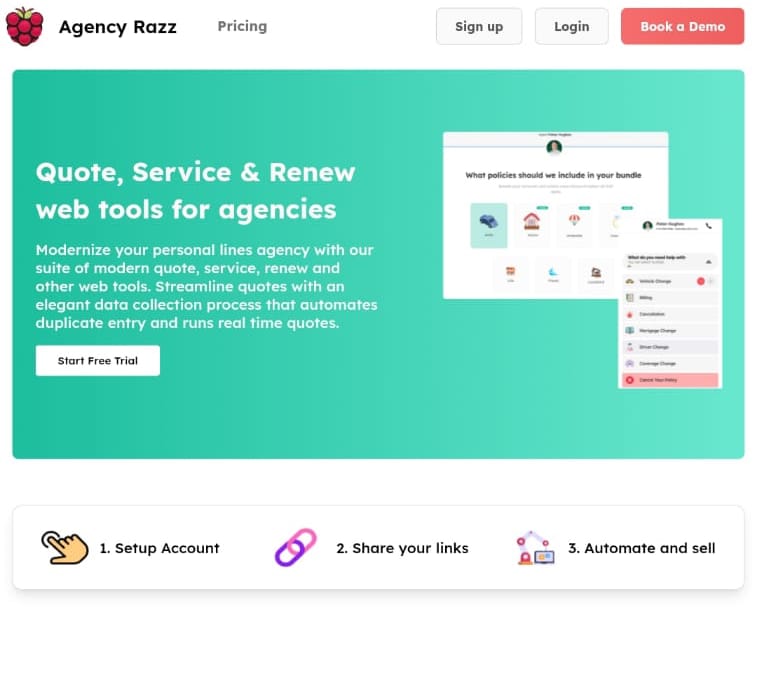 Agency Razz
Pricing
Sign up
Login
Book a Demo
Quote, Service & Renew
web tools for agencies
Modernize your personal lines agency with our
suite of modern quote, service, renew and
other web tools. Streamline quotes with an
elegant data collection process that automates
duplicate entry and runs real time quotes.
Start Free Trial
What policies should we include in your bundle
Peter Hughes
What do you need help with
Vehicle Change
Billing
Cancellation
Mortgage Change
Driver Change
Coverage Change
Cancel Your Policy
1. Setup Account
2. Share your links
3. Automate and sell